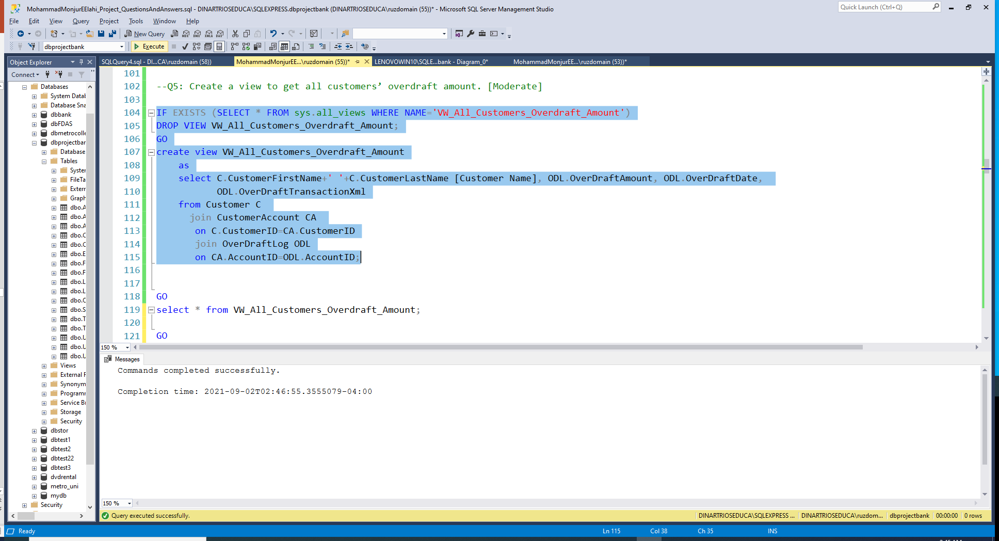 MohammadMonjurEElahi_Project_QuestionsAndAnswers.sql - DINARTRIOSEDUCA\SQLEXPRESS.dbprojectbank (DINARTRIOSEDUCA\ruzdomain (55))* - Microsoft SQL Server Management Studio
Quick Launch (Ctrl+Q)
File Edit View Query Project Tools Window Help
New Query
MDX DMX XMLA DAX
dbprojectbank
Execute
Object Explorer
SQLQuery4.sql - DI...CA\ruzdomain (58))
MohammadMonjurEE...\ruzdomain (55))*
LENOVOWIN10\SQLE...bank - Diagram_0*
MohammadMonjurEE...\ruzdomain (53))*
Connect
Databases
System Datab
Database Sna
dbbank
dbFDAS
dbmetrocolle
dbprojectbar
Database
Tables
System
FileTa
Extern
Graph
dbo.A
dbo.A
dbo.A
dbo.C
dbo.C
dbo.E
dbo.F
dbo.F
dbo.L
dbo.L
dbo.C
dbo.S
dbo.T
dbo.T
dbo.U
dbo.U
dbo.U
Views
External R
Synonym
Programr
Service Br
Storage
Security
dbstor
dbtest1
dbtest2
dbtest22
dbtest3
dvdrental
metro_uni
mydb
Security
101
102 --Q5: Create a view to get all customers’ overdraft amount. [Moderate]
103
104 IF EXISTS (SELECT * FROM sys.all_views WHERE NAME='VW_All_Customers_Overdraft_Amount')
105 DROP VIEW VW_All_Customers_Overdraft_Amount;
106 GO
107 create view VW_All_Customers_Overdraft_Amount
108 as
109 select C.CustomerFirstName+' '+C.CustomerLastName [Customer Name], ODL.OverDraftAmount, ODL.OverDraftDate,
110 ODL.OverDraftTransactionXml
111 from Customer C
112 join CustomerAccount CA
113 on C.CustomerID=CA.CustomerID
114 join OverDraftLog ODL
115 on CA.AccountID=ODL.AccountID;
116
117
118 GO
119 select * from VW_All_Customers_Overdraft_Amount;
120
121 GO
150 %
Messages
Commands completed successfully.
Completion time: 2021-09-02T02:46:55.3555079-04:00
150 %
Query executed successfully.
DINARTRIOSEDUCA\SQLEXPRESS ...
DINARTRIOSEDUCA\ruzdom...
dbprojectbank
00:00:00
0 rows
Ready
Ln 115
Col 38
Ch 35
INS